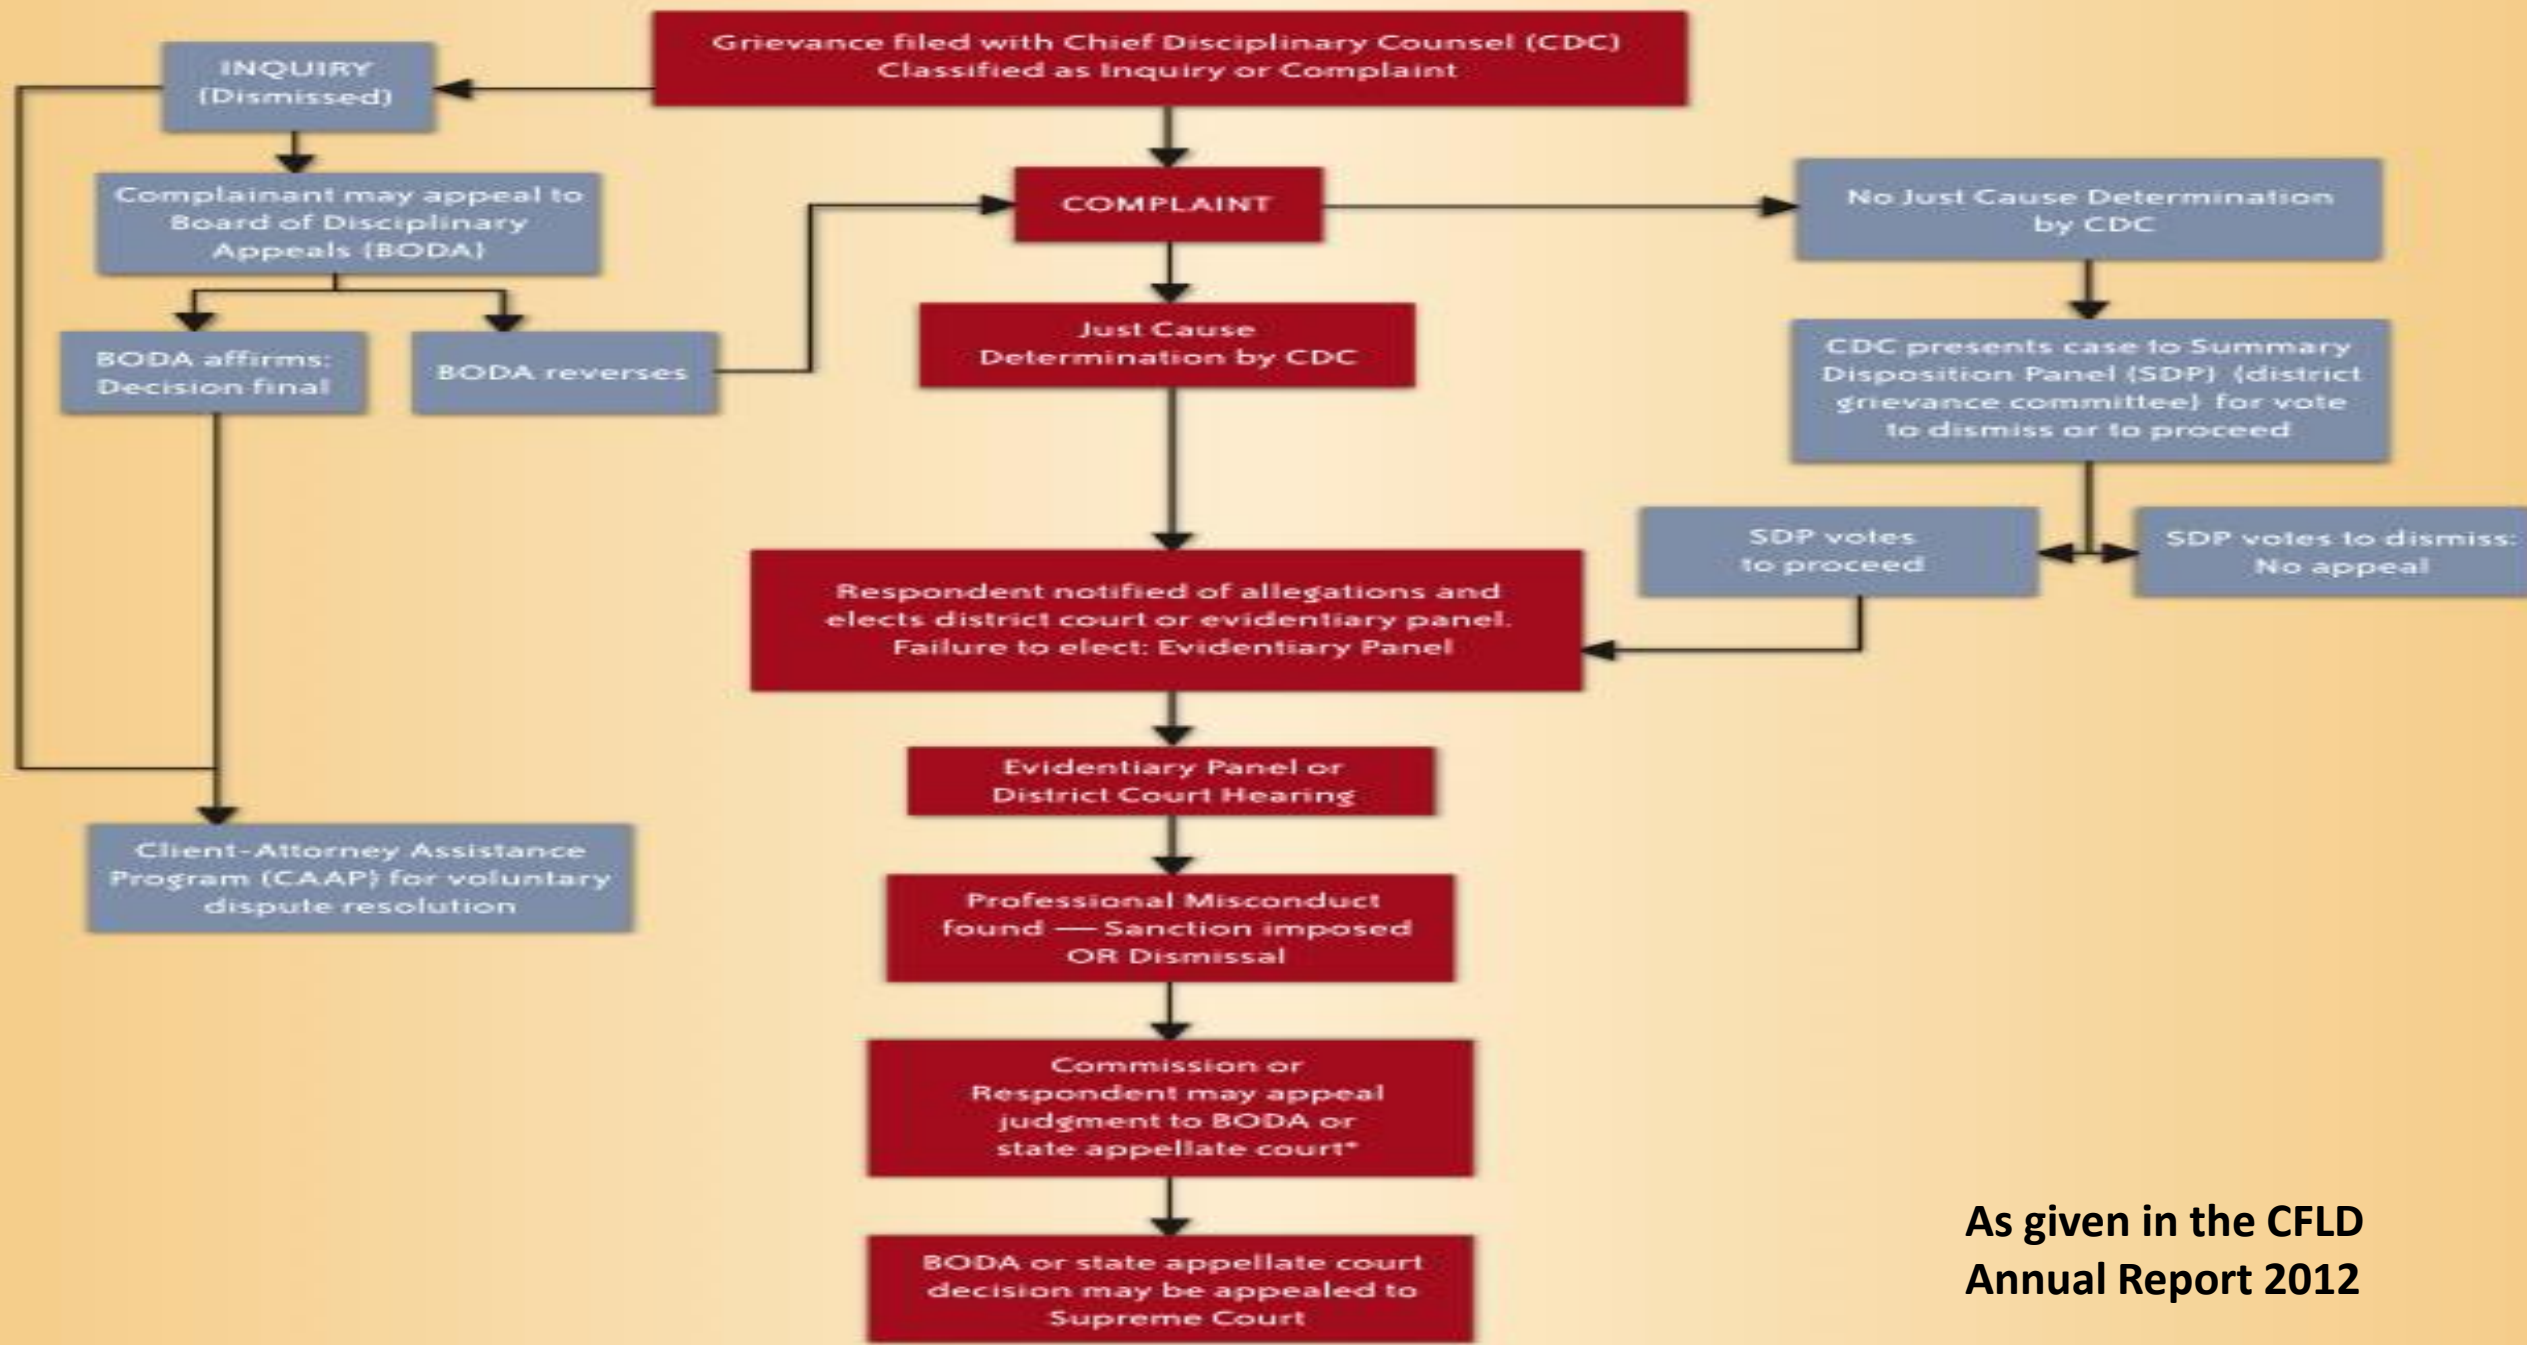 Grievance filed with Chief Disciplinary Counsel (CDC)
Classified as Inquiry or Complaint
INQUIRY
(Dismissed)
Complainant may appeal to
Board of Disciplinary
Appeals (BODA)
COMPLAINT
No Just Cause Determination
by CDC
BODA affirms:
Decision final
BODA reverses
Just Cause
Determination by CDC
CDC presents case to Summary
Disposition Panel (SDP) (district
grievance committee) for vote
to dismiss or to proceed
SDP votes
to proceed
SDP votes to dismiss:
No appeal
Respondent notified of allegations and
elects district court or evidentiary panel.
Failure to elect: Evidentiary Panel
Evidentiary Panel or
District Court Hearing
Client-Attorney Assistance
Program (CAAP) for voluntary
dispute resolution
Professional Misconduct
found — Sanction imposed
OR Dismissal
Commission or
Respondent may appeal
judgment to BODA or
state appellate court*
BODA or state appellate court
decision may be appealed to
Supreme Court
As given in the CFLD
Annual Report 2012